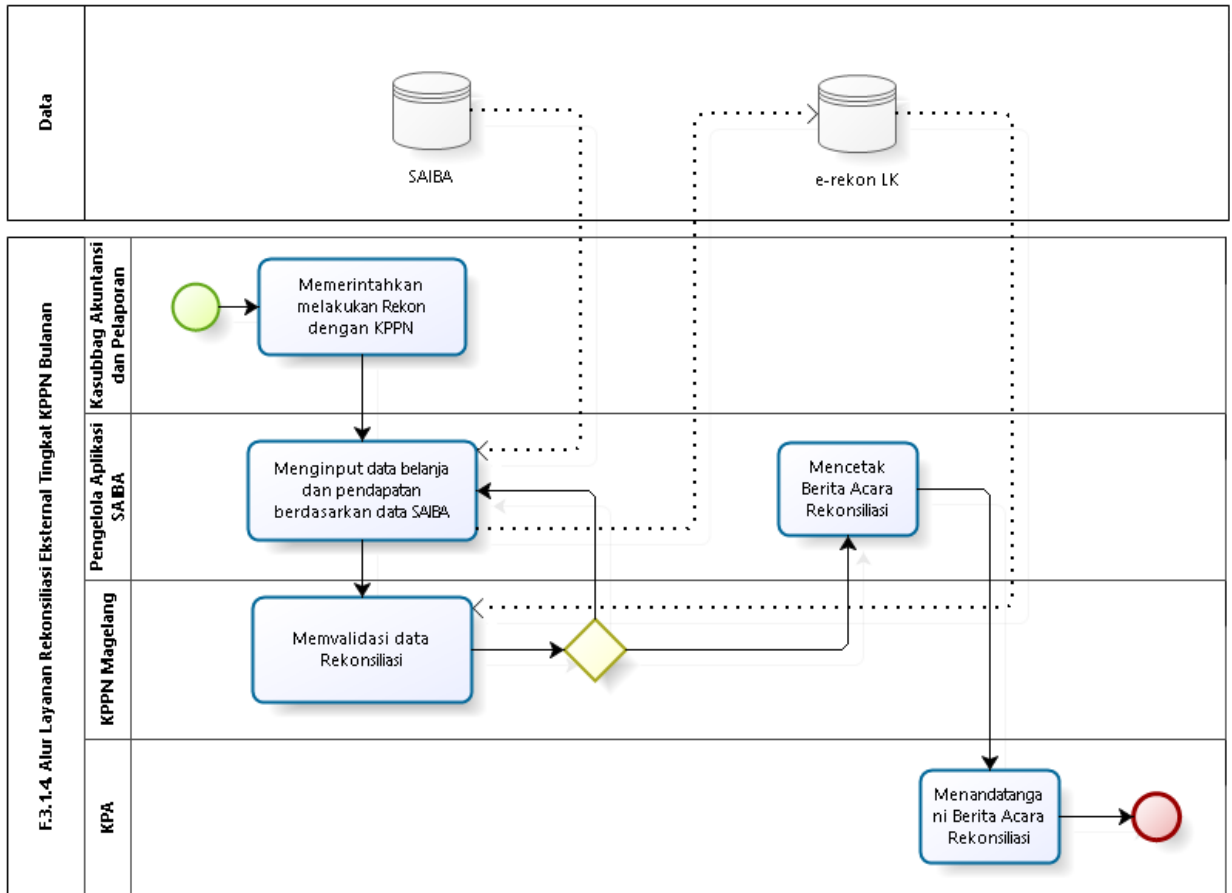 Data
SAIBA
e-rekon LK
F.3.1.4. Alur Layanan Rekonsiliasi Eksternal Tingkat KPPN Bulanan
Kasubbag Akuntansi
dan Pelaporan
Memerintahkan
melakukan Rekon
dengan KPPN
Pengelola Aplikasi
SAIBA
Menginput data belanja
dan pendapatan
berdasarkan data SAIBA
Mencetak
Berita Acara
Rekonsiliasi
KPPN Magelang
Memvalidasi data
Rekonsiliasi
KPA
Menandatanga
ni Berita Acara
Rekonsiliasi